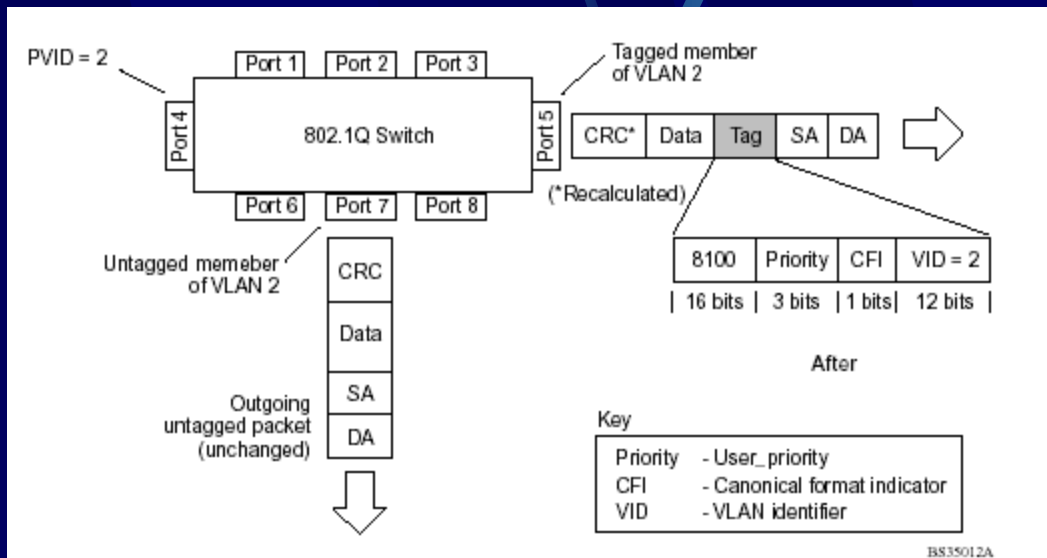 PVID = 2
Port 1
Port 2
Port 3
Tagged member
of VLAN 2
Port 4
802.1Q Switch
Port 5
CRC*
Data
Tag
SA
DA
(*Recalculated)
Port 6
Port 7
Port 8
Untagged memeber
of VLAN 2
8100
Priority
CFI
VID = 2
16 bits
3 bits
1 bits
12 bits
CRC
Data
SA
DA
Outgoing
untagged packet
(unchanged)
After
Key
Priority - User_priority
CFI - Canonical format indicator
VID - VLAN identifier
BS35012A